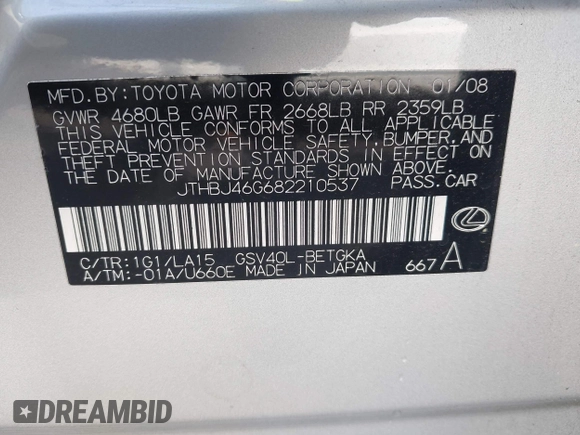 MFD. BY: TOYOTA MOTOR CORPORATION 01/08
GVWR 4680LB GAWR FR 2668LB RR 2359LB
THIS VEHICLE CONFORMS TO ALL APPLICABLE
FEDERAL MOTOR VEHICLE SAFETY, BUMPER, AND
THEFT PREVENTION STANDARDS IN EFFECT ON
THE DATE OF MANUFACTURE SHOWN ABOVE.
JTHBJ46G682210537 PASS. CAR
C/TR: 1G1/LA15 GSV40L-BETGKA
A/TM: -01A/U660E MADE IN JAPAN 667 A
DREAMBID